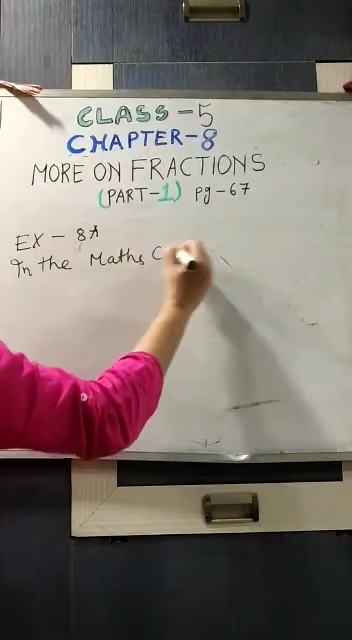 CLASS-5
CHAPTER-8
MORE ON FRACTIONS
(PART-1) Pg-67
EX - 8A
In the Maths C